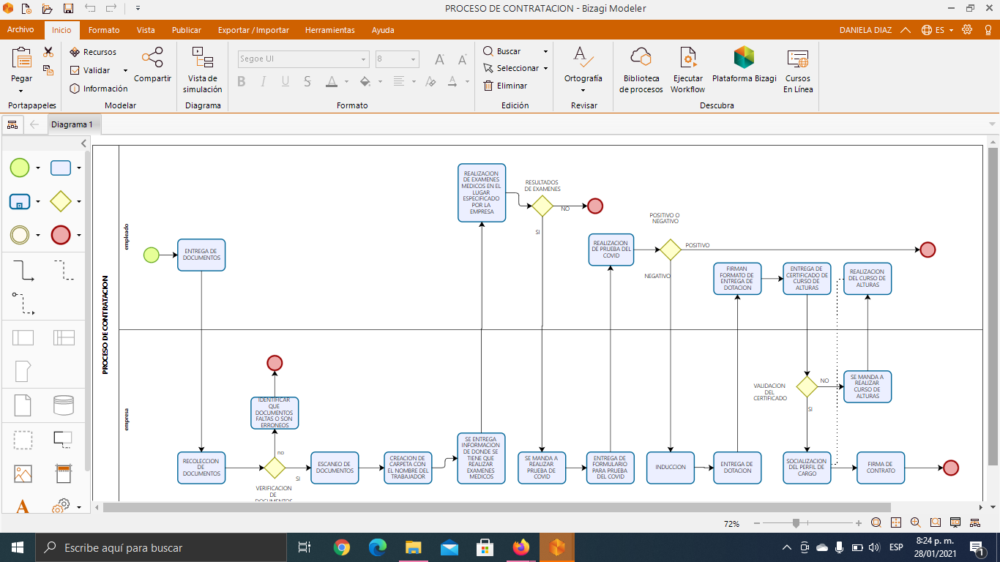 PROCESO DE CONTRATACION - Bizagi Modeler
Archivo
Inicio
Formato
Vista
Publicar
Exportar / Importar
Herramientas
Ayuda
DANIELA DIAZ
ES
Pegar
Portapapeles
Recursos
Validar
Información
Compartir
Modelar
Vista de
simulación
Diagrama
Segoe UI
8
B I U S
A
A
A
A
Formato
Buscar
Seleccionar
Eliminar
Edición
A
Ortografía
Revisar
Biblioteca
de procesos
Ejecutar
Workflow
Plataforma Bizagi
Cursos
En Línea
Descubra
Diagrama 1
PROCESO DE CONTRATACION
empleado
empresa
ENTREGA DE
DOCUMENTOS
REALIZACION
DE EXAMENES
MEDICOS EN EL
LUGAR
ESPECIFICADO
POR LA
EMPRESA
RESULTADOS
DE EXAMENES
NO
SI
REALIZACION
DE PRUEBA DEL
COVID
POSITIVO O
NEGATIVO
POSITIVO
NEGATIVO
FIRMAN
FORMATO DE
ENTREGA DE
DOTACION
ENTREGA DE
CERTIFICADO DE
CURSO DE
ALTURAS
REALIZACION
DEL CURSO DE
ALTURAS
IDENTIFICAR
QUE
DOCUMENTOS
FALTAS O SON
ERRONEOS
VALIDACION
DEL
CERTIFICADO
NO
SI
SE MANDA A
REALIZAR
CURSO DE
ALTURAS
RECOLECCION
DE
DOCUMENTOS
no
SI
VERIFICACION
DE
DOCUMENTOS
ESCANEO DE
DOCUMENTOS
CREACION DE
CARPETA CON
EL NOMBRE DEL
TRABAJADOR
SE ENTREGA
INFORMACION
DE DONDE SE
TIENE QUE
REALIZAR
EXAMENES
MEDICOS
SE MANDA A
REALIZAR
PRUEBA DE
COVID
ENTREGA DE
FORMULARIO
PARA PRUEBA
DEL COVID
INDUCCION
ENTREGA DE
DOTACION
SOCIALIZACION
DEL PERFIL DE
CARGO
FIRMA DE
CONTRATO
A
72%
Escribe aquí para buscar
ESP
8:24 p. m.
28/01/2021
1